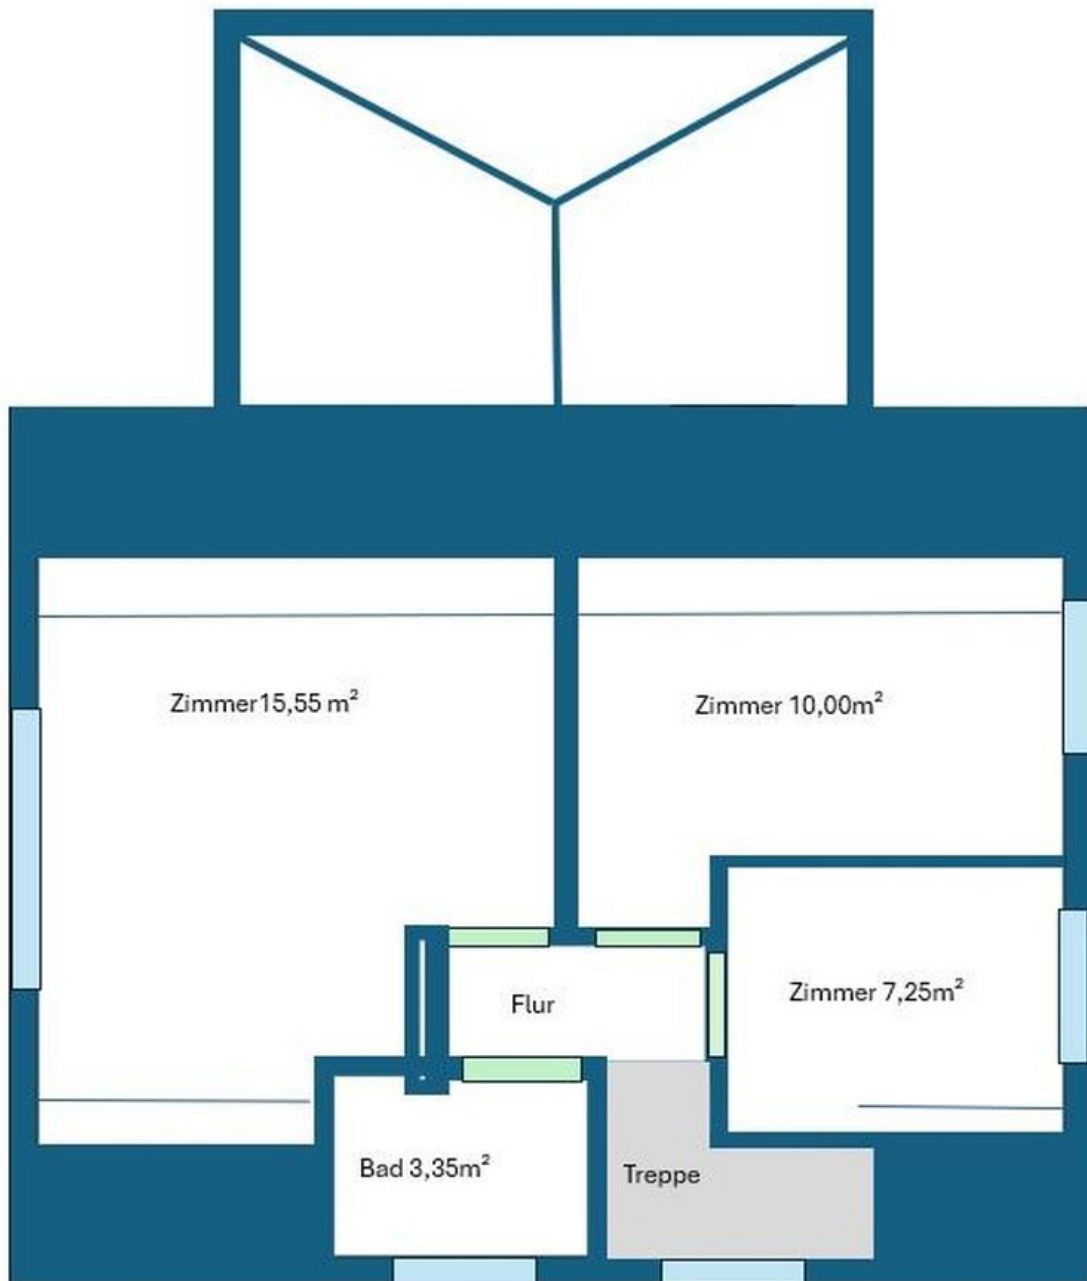 Zimmer15,55 m²
Zimmer 10,00m²
Zimmer 7,25m²
Flur
Bad 3,35m²
Treppe